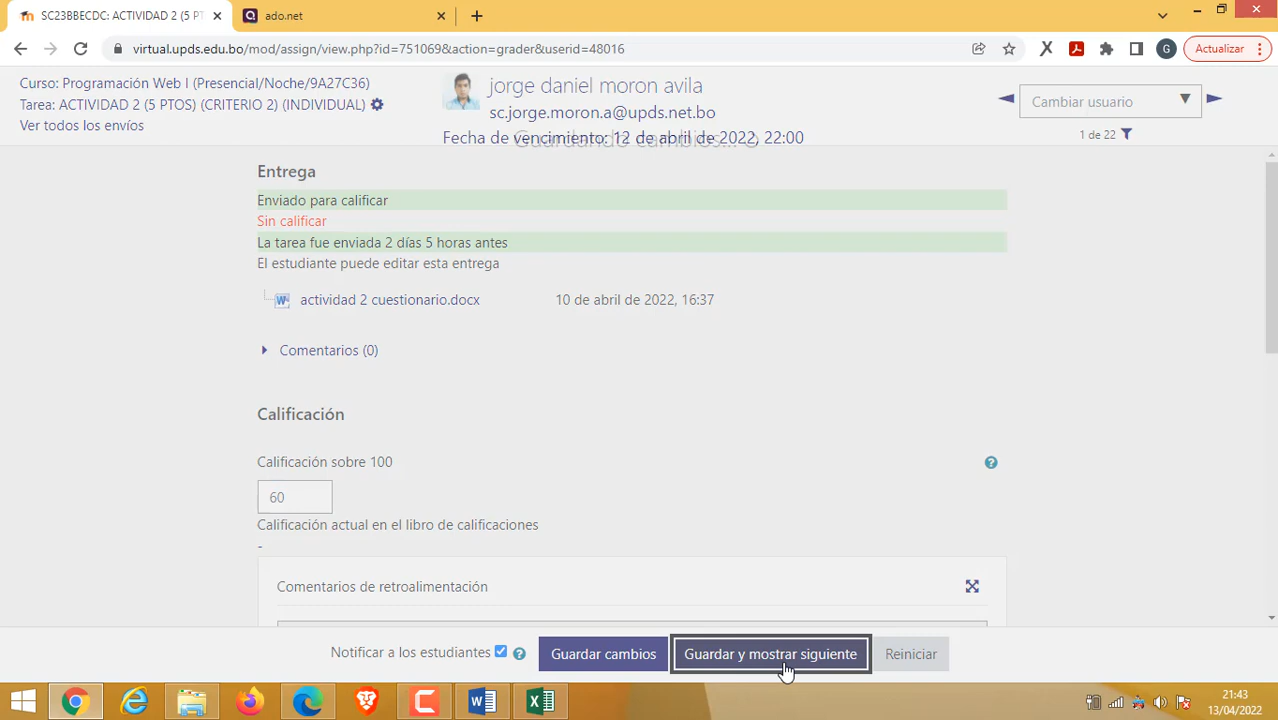 SC23BBECDC: ACTIVIDAD 2 (5 PT
ado.net
virtual.upds.edu.bo/mod/assign/view.php?id=751069&action=grader&userid=48016
G
Actualizar
Curso: Programación Web I (Presencial/Noche/9A27C36)
Tarea: ACTIVIDAD 2 (5 PTOS) (CRITERIO 2) (INDIVIDUAL)
Ver todos los envíos
jorge daniel moron avila
sc.jorge.moron.a@upds.net.bo
Fecha de vencimiento: 12 de abril de 2022, 22:00
Guardando cambios...
Cambiar usuario
1 de 22
Entrega
Enviado para calificar
Sin calificar
La tarea fue enviada 2 días 5 horas antes
El estudiante puede editar esta entrega
actividad 2 cuestionario.docx 10 de abril de 2022, 16:37
Comentarios (0)
Calificación
Calificación sobre 100
60
Calificación actual en el libro de calificaciones
-
Comentarios de retroalimentación
Notificar a los estudiantes Guardar cambios Guardar y mostrar siguiente Reiniciar
21:43
13/04/2022